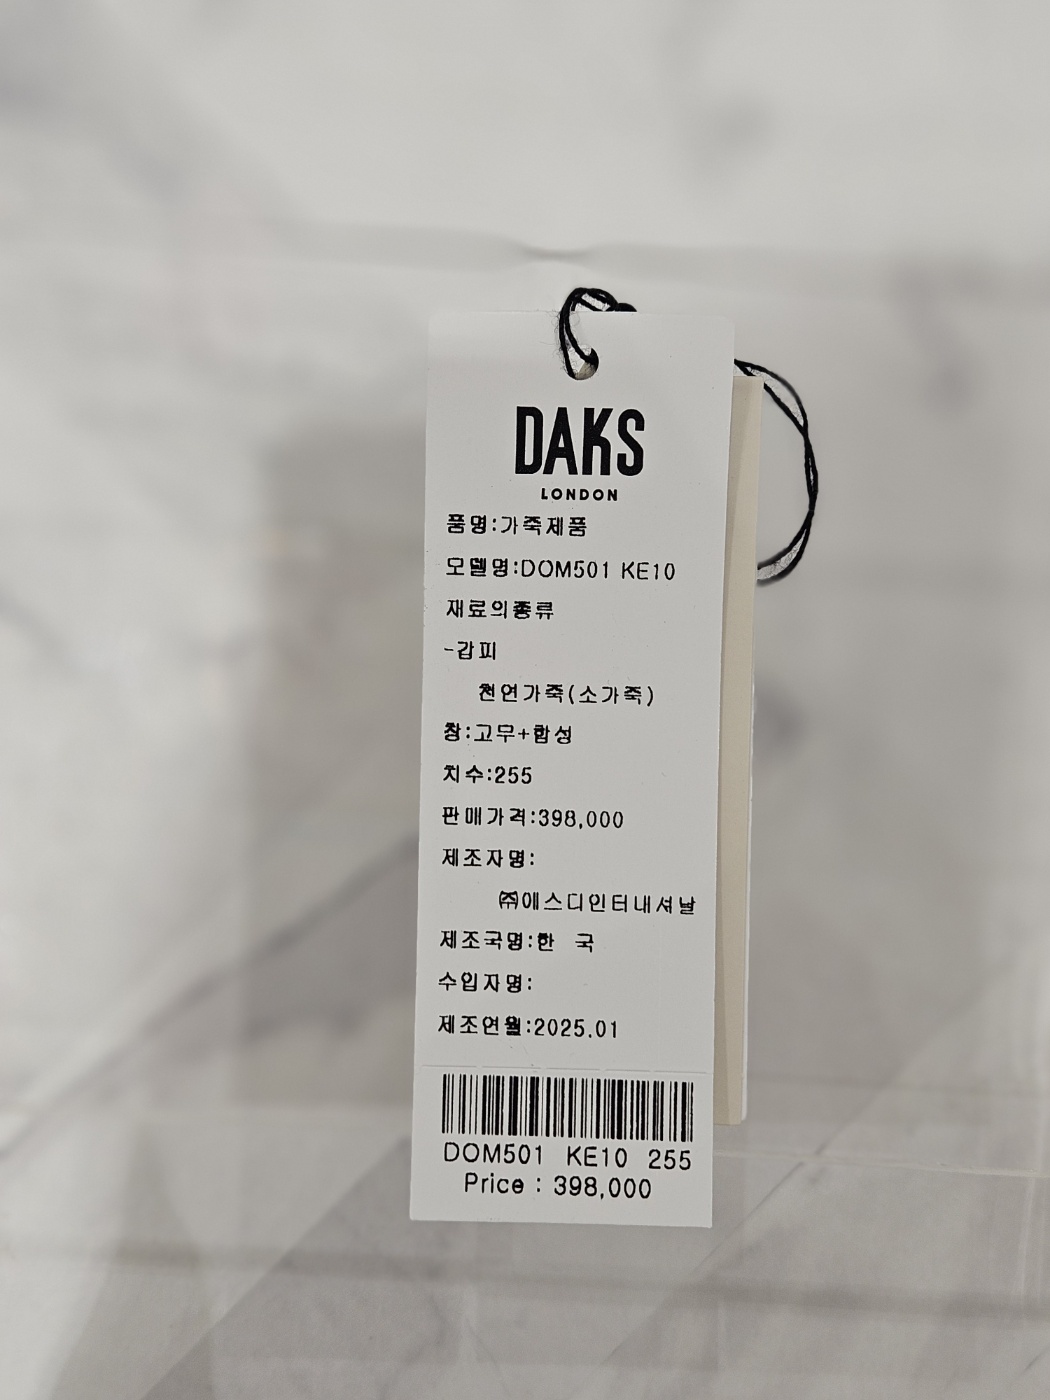 DAKS
LONDON
품명:가죽제품
모델명:DOM501 KE10
재료의종류
-갑피
천연가죽(소가죽)
창:고무+합성
치수:255
판매가격:398,000
제조자명:
㈜에스디인터내셔날
제조국명:한 국
수입자명:
제조연월:2025.01
DOM501 KE10 255
Price : 398,000